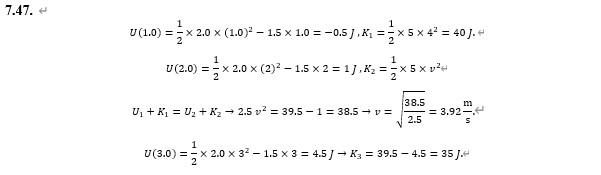 7.47. ↵
U(1.0) = 1/2 × 2.0 × (1.0)² − 1.5 × 1.0 = −0.5 J , K₁ = 1/2 × 5 × 4² = 40 J. ↵
U(2.0) = 1/2 × 2.0 × (2)² − 1.5 × 2 = 1 J , K₂ = 1/2 × 5 × v² ↵
U₁ + K₁ = U₂ + K₂ → 2.5 v² = 39.5 − 1 = 38.5 → v = √(38.5/2.5) = 3.92 m/s. ↵
U(3.0) = 1/2 × 2.0 × 3² − 1.5 × 3 = 4.5 J → K₃ = 39.5 − 4.5 = 35 J. ↵